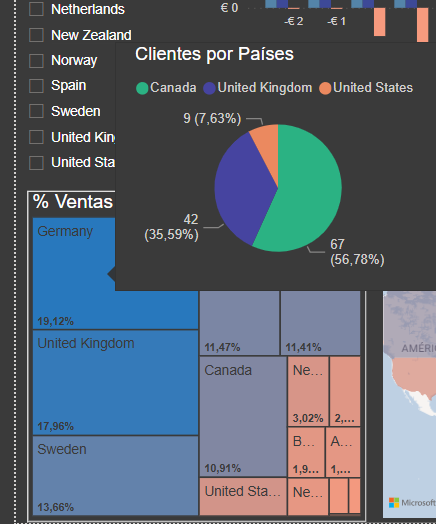 Netherlands
€ 0
-€ 2
-€ 1
New Zealand
Norway
Spain
Sweden
United Kin
United Sta
Clientes por Países
Canada
United Kingdom
United States
9 (7,63%)
42
(35,59%)
67
(56,78%)
% Ventas
Germany
19,12%
11,47%
11,41%
United Kingdom
17,96%
Canada
10,91%
Ne...
3,02%
2,...
B...
1,9...
A...
1,...
Sweden
13,66%
United Sta...
Ne...
AMÉRIC
Microsoft